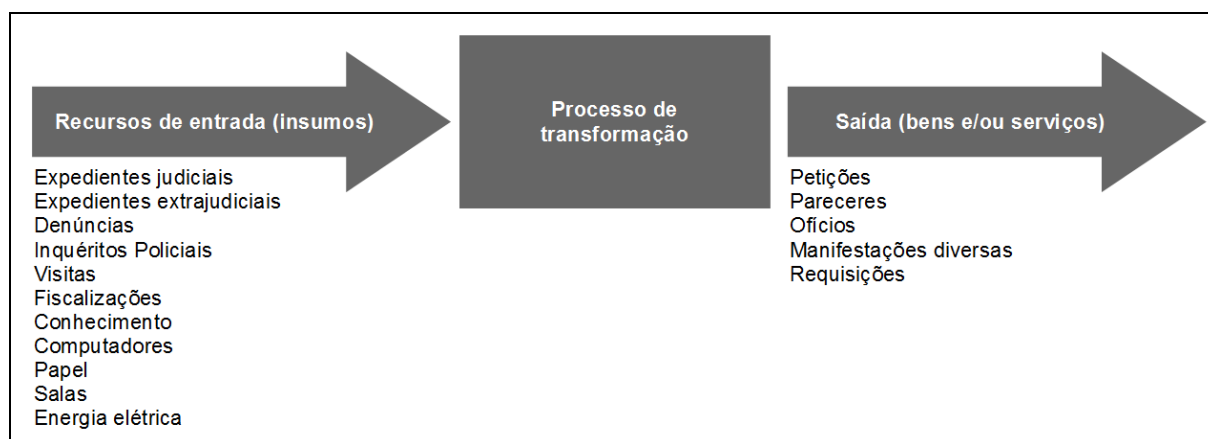 Recursos de entrada (insumos)
Expedientes judiciais
Expedientes extrajudiciais
Denúncias
Inquéritos Policiais
Visitas
Fiscalizações
Conhecimento
Computadores
Papel
Salas
Energia elétrica
Processo de
transformação
Saída (bens e/ou serviços)
Petições
Pareceres
Ofícios
Manifestações diversas
Requisições